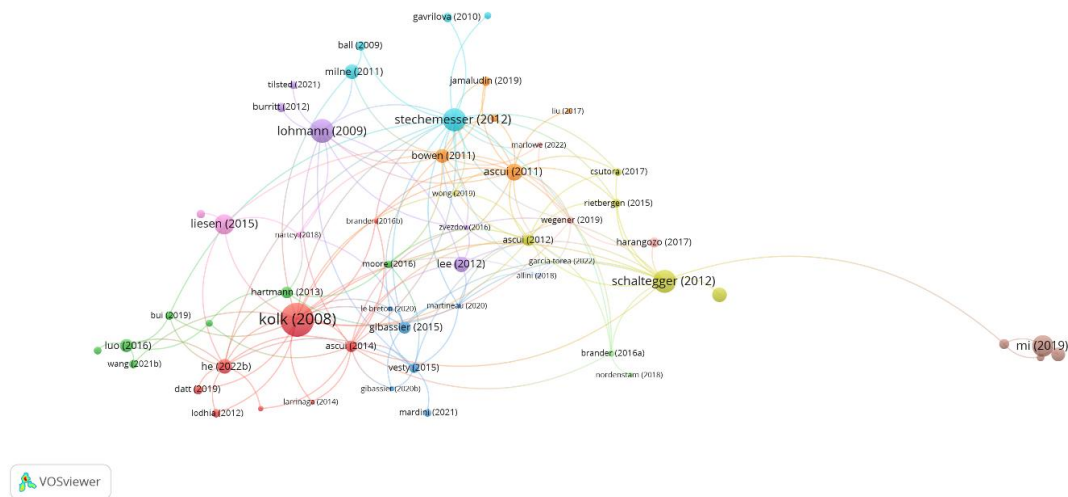 gavrilova (2010)
ball (2009)
milne (2011)
jamaludin (2019)
tilsted (2021)
burritt (2012)
liu (2017)
stechemesser (2012)
lohmann (2009)
marlowe (2022)
bowen (2011)
ascui (2011)
csutora (2017)
wong (2019)
rietbergen (2015)
liesen (2015)
brander (2016b)
zvezdov (2016)
wegener (2019)
nartey (2018)
ascui (2012)
harangozo (2017)
moore (2016)
lee (2012)
garcia-torea (2022)
allini (2018)
schaltegger (2012)
hartmann (2013)
le breton (2020)
martineau (2020)
bui (2019)
kolk (2008)
gibassier (2015)
luo (2016)
ascui (2014)
mi (2019)
brander (2016a)
wang (2021b)
he (2022b)
vesty (2015)
nordenstam (2018)
datt (2019)
gibassier (2020b)
larrinaga (2014)
lodhia (2012)
mardini (2021)
VOSviewer